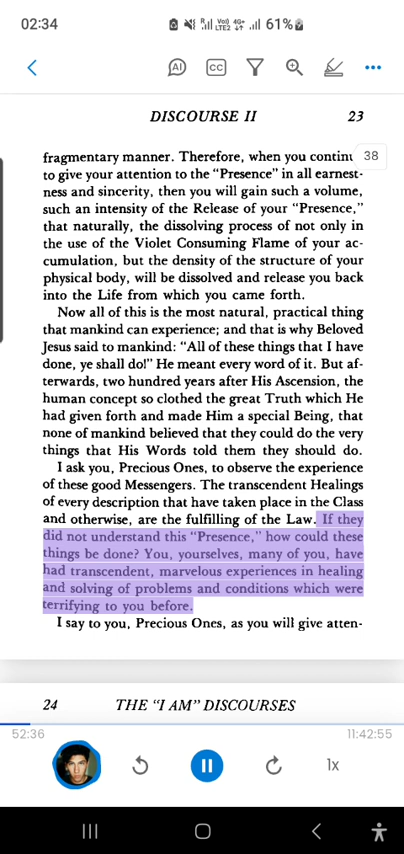 02:34
61%
AI
CC
DISCOURSE II 23
38
fragmentary manner. Therefore, when you continu
to give your attention to the "Presence" in all earnest-
ness and sincerity, then you will gain such a volume,
such an intensity of the Release of your "Presence,"
that naturally, the dissolving process of not only in
the use of the Violet Consuming Flame of your ac-
cumulation, but the density of the structure of your
physical body, will be dissolved and release you back
into the Life from which you came forth.
Now all of this is the most natural, practical thing
that mankind can experience; and that is why Beloved
Jesus said to mankind: "All of these things that I have
done, ye shall do!" He meant every word of it. But af-
terwards, two hundred years after His Ascension, the
human concept so clothed the great Truth which He
had given forth and made Him a special Being, that
none of mankind believed that they could do the very
things that His Words told them they should do.
I ask you, Precious Ones, to observe the experience
of these good Messengers. The transcendent Healings
of every description that have taken place in the Class
and otherwise, are the fulfilling of the Law. If they
did not understand this "Presence," how could these
things be done? You, yourselves, many of you, have
had transcendent, marvelous experiences in healing
and solving of problems and conditions which were
terrifying to you before.
I say to you, Precious Ones, as you will give atten-
24 THE "I AM" DISCOURSES
52:36 11:42:55
1x